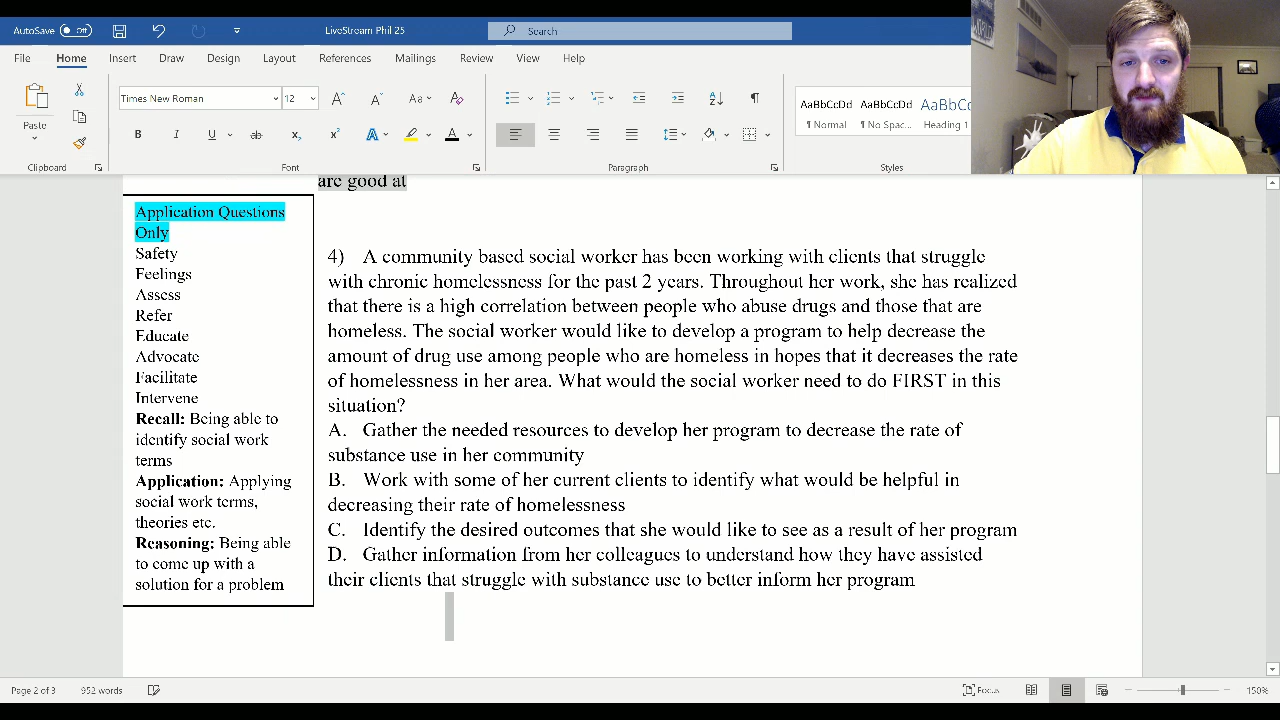 AutoSave Off
LiveStream Phil 25
Search
File Home Insert Draw Design Layout References Mailings Review View Help
Paste
Times New Roman 12
AaBbCcDd AaBbCcDd AaBbCc
¶ Normal ¶ No Spac... Heading 1
Clipboard Font Paragraph Styles
are good at
Application Questions
Only
Safety
Feelings
Assess
Refer
Educate
Advocate
Facilitate
Intervene
Recall: Being able to
identify social work
terms
Application: Applying
social work terms,
theories etc.
Reasoning: Being able
to come up with a
solution for a problem
4) A community based social worker has been working with clients that struggle
with chronic homelessness for the past 2 years. Throughout her work, she has realized
that there is a high correlation between people who abuse drugs and those that are
homeless. The social worker would like to develop a program to help decrease the
amount of drug use among people who are homeless in hopes that it decreases the rate
of homelessness in her area. What would the social worker need to do FIRST in this
situation?
A. Gather the needed resources to develop her program to decrease the rate of
substance use in her community
B. Work with some of her current clients to identify what would be helpful in
decreasing their rate of homelessness
C. Identify the desired outcomes that she would like to see as a result of her program
D. Gather information from her colleagues to understand how they have assisted
their clients that struggle with substance use to better inform her program
Page 2 of 3 952 words
Focus
150%